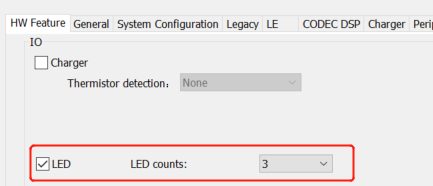 HW Feature General System Configuration Legacy LE CODEC DSP Charger
IO
Charger
Thermistor detection: None
LED LED counts: 3